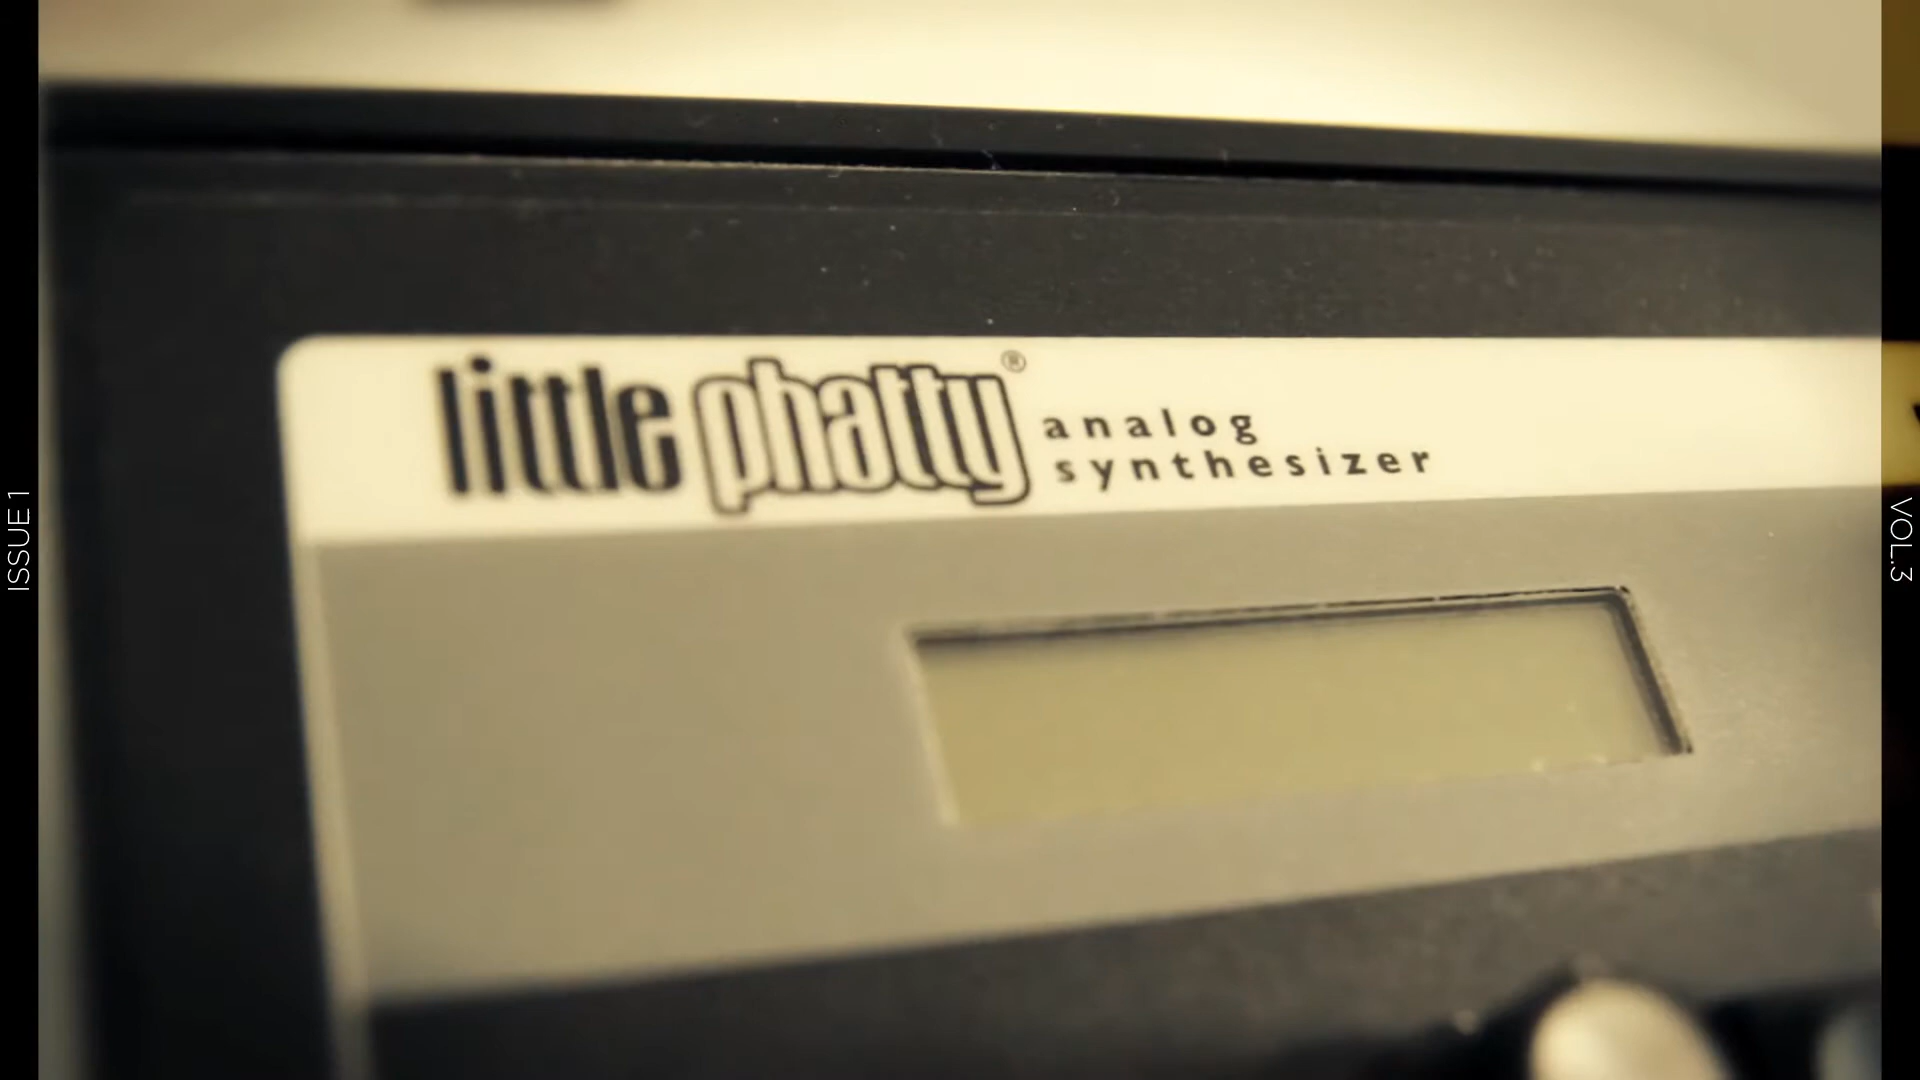 ISSUE 1
little phatty®
analog
synthesizer
VOL.3